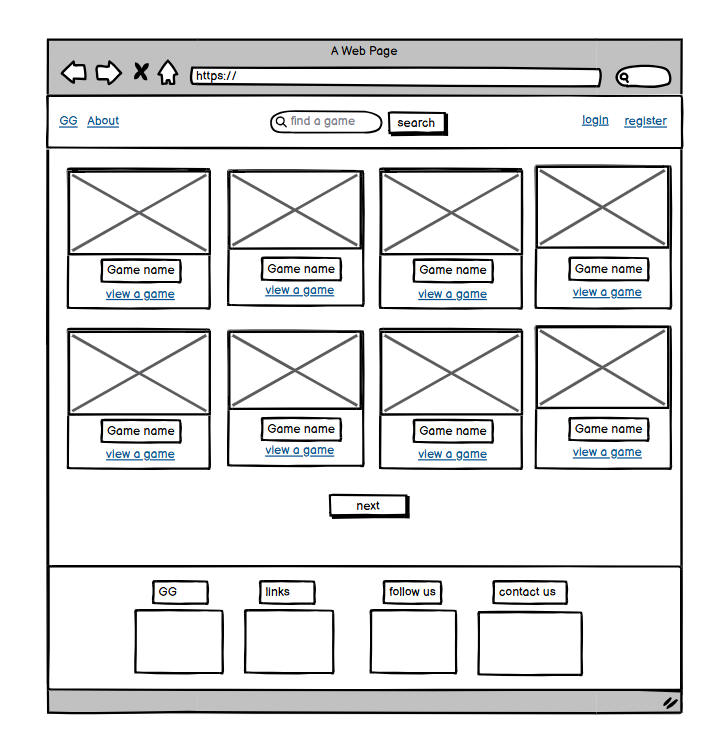 A Web Page
https://
GG About find a game search login register
Game name Game name Game name Game name
view a game view a game view a game view a game
Game name Game name Game name Game name
view a game view a game view a game view a game
next
GG links follow us contact us